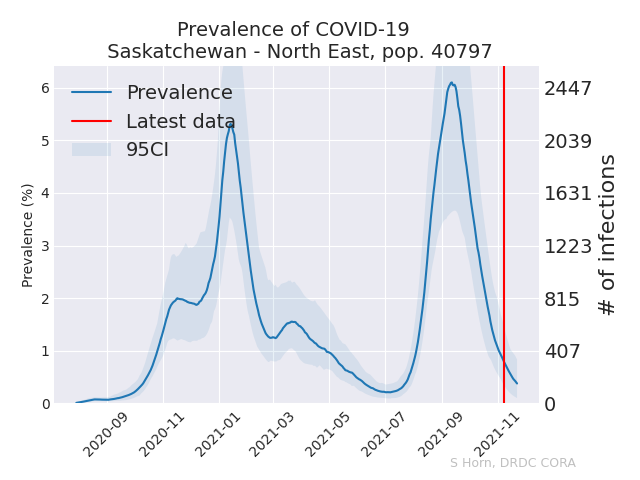 Prevalence of COVID-19
Saskatchewan - North East, pop. 40797
Prevalence
Latest data
95CI
Prevalence (%)
6
5
4
3
2
1
0
2447
2039
1631
1223
815
407
0
# of infections
2020-09
2020-11
2021-01
2021-03
2021-05
2021-07
2021-09
2021-11
S Horn, DRDC CORA